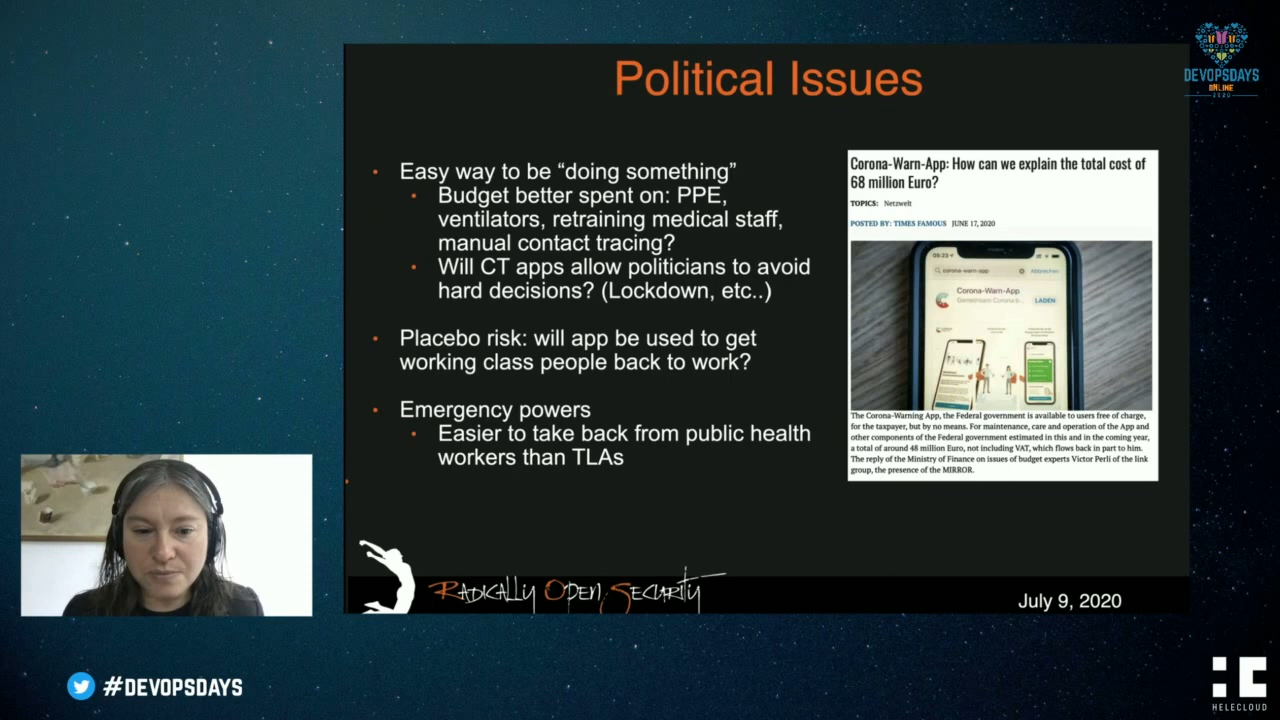 DEVOPSDAYS
ONLINE
2020
Political Issues
Easy way to be “doing something”
Budget better spent on: PPE,
ventilators, retraining medical staff,
manual contact tracing?
Will CT apps allow politicians to avoid
hard decisions? (Lockdown, etc..)
Placebo risk: will app be used to get
working class people back to work?
Emergency powers
Easier to take back from public health
workers than TLAs
Corona-Warn-App: How can we explain the total cost of
68 million Euro?
TOPICS: Netzwelt
POSTED BY: TIMES FAMOUS JUNE 17, 2020
09:23
corona-warn-app
Abbrechen
Corona-Warn-App
Gemeinsam Corona b...
LADEN
The Corona-Warning App, the Federal government is available to users free of charge,
for the taxpayer, but by no means. For maintenance, care and operation of the App and
other components of the Federal government estimated in this and in the coming year,
a total of around 48 million Euro, not including VAT, which flows back in part to him.
The reply of the Ministry of Finance on issues of budget experts Victor Perli of the link
group, the presence of the MIRROR.
RADICALLY OPEN SECURITY
July 9, 2020
#DEVOPSDAYS
HELECLOUD